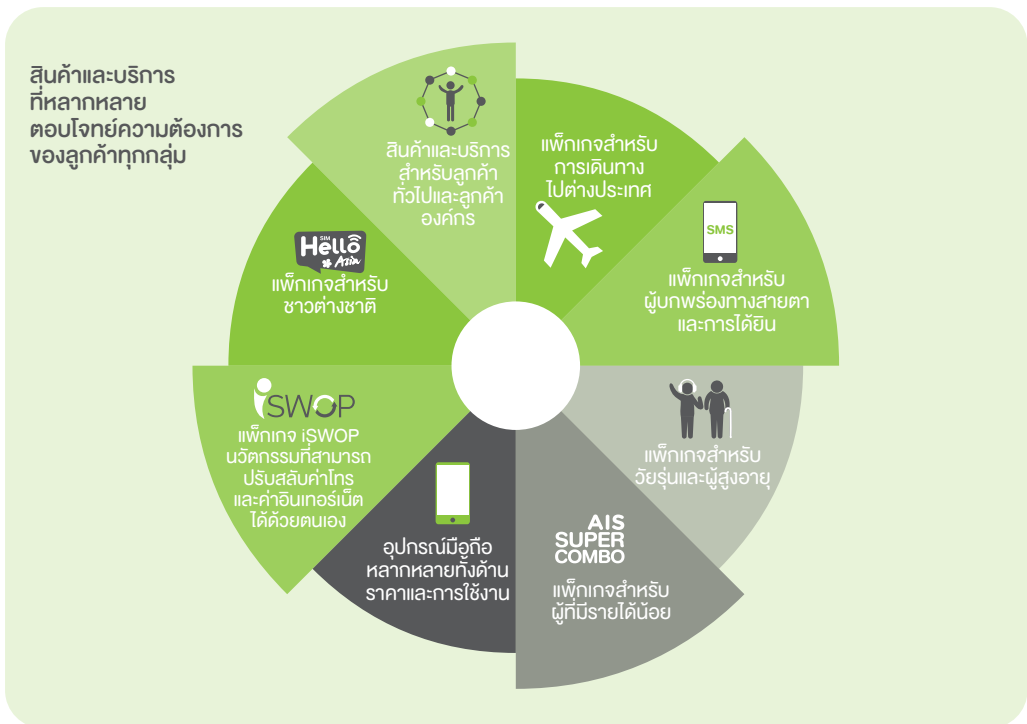 สินค้าและบริการ
ที่หลากหลาย
ตอบโจทย์ความต้องการ
ของลูกค้าทุกกลุ่ม
สินค้าและบริการ
สำหรับลูกค้า
ทั่วไปและลูกค้า
องค์กร
แพ็กเกจสำหรับ
การเดินทาง
ไปต่างประเทศ
SMS
แพ็กเกจสำหรับ
ผู้บกพร่องทางสายตา
และการได้ยิน
แพ็กเกจสำหรับ
วัยรุ่นและผู้สูงอายุ
AIS
SUPER
COMBO
แพ็กเกจสำหรับ
ผู้ที่มีรายได้น้อย
อุปกรณ์มือถือ
หลากหลายทั้งด้าน
ราคาและการใช้งาน
iSWOP
แพ็กเกจ iSWOP
นวัตกรรมที่สามารถ
ปรับสลับค่าโทร
และค่าอินเทอร์เน็ต
ได้ด้วยตนเอง
SIM
Hello
Asia
แพ็กเกจสำหรับ
ชาวต่างชาติ